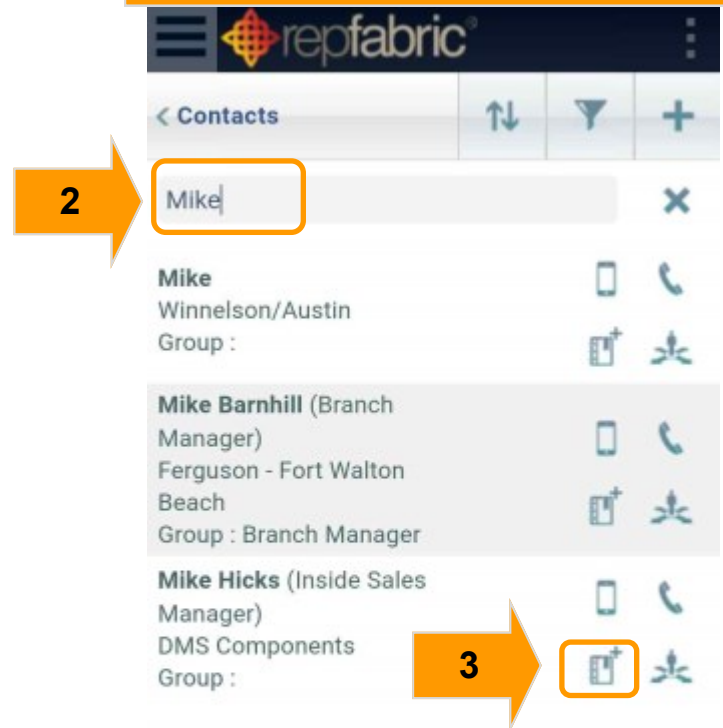 repfabric®
< Contacts
2
Mike
Mike
Winnelson/Austin
Group :
Mike Barnhill (Branch
Manager)
Ferguson - Fort Walton
Beach
Group : Branch Manager
Mike Hicks (Inside Sales
Manager)
DMS Components
3
Group :